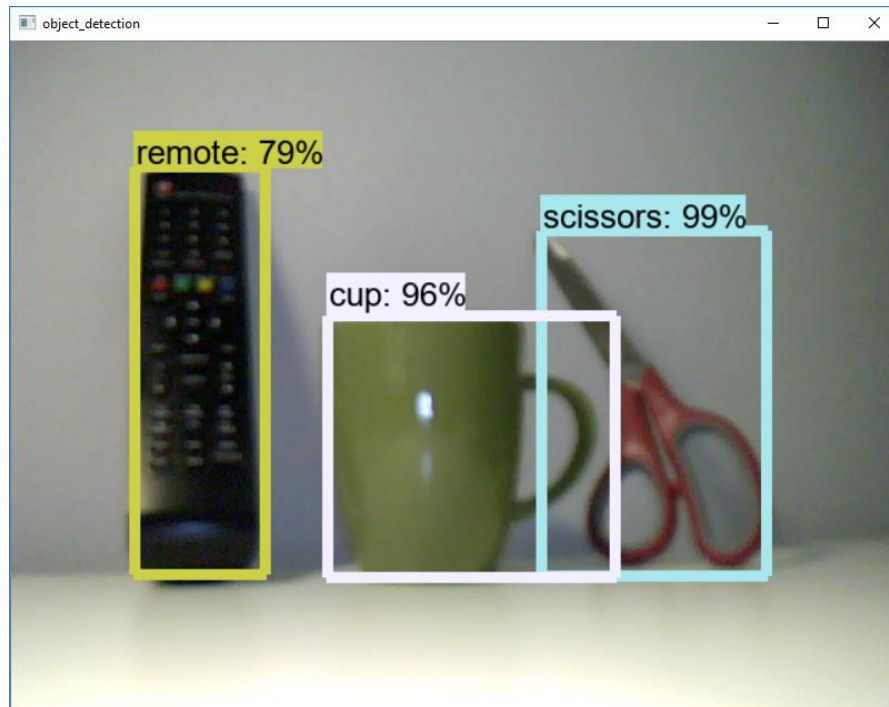 object_detection
remote: 79%
scissors: 99%
cup: 96%